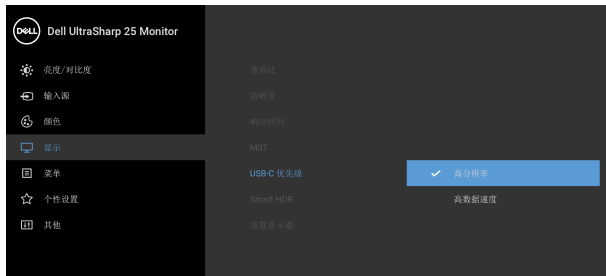 DELL Dell UltraSharp 25 Monitor
亮度/对比度
输入源
颜色
显示
菜单
个性设置
其他
宽高比
清晰度
响应时间
MST
USB-C 优先级
Smart HDR
重置显示器
高分辨率
高数据速度